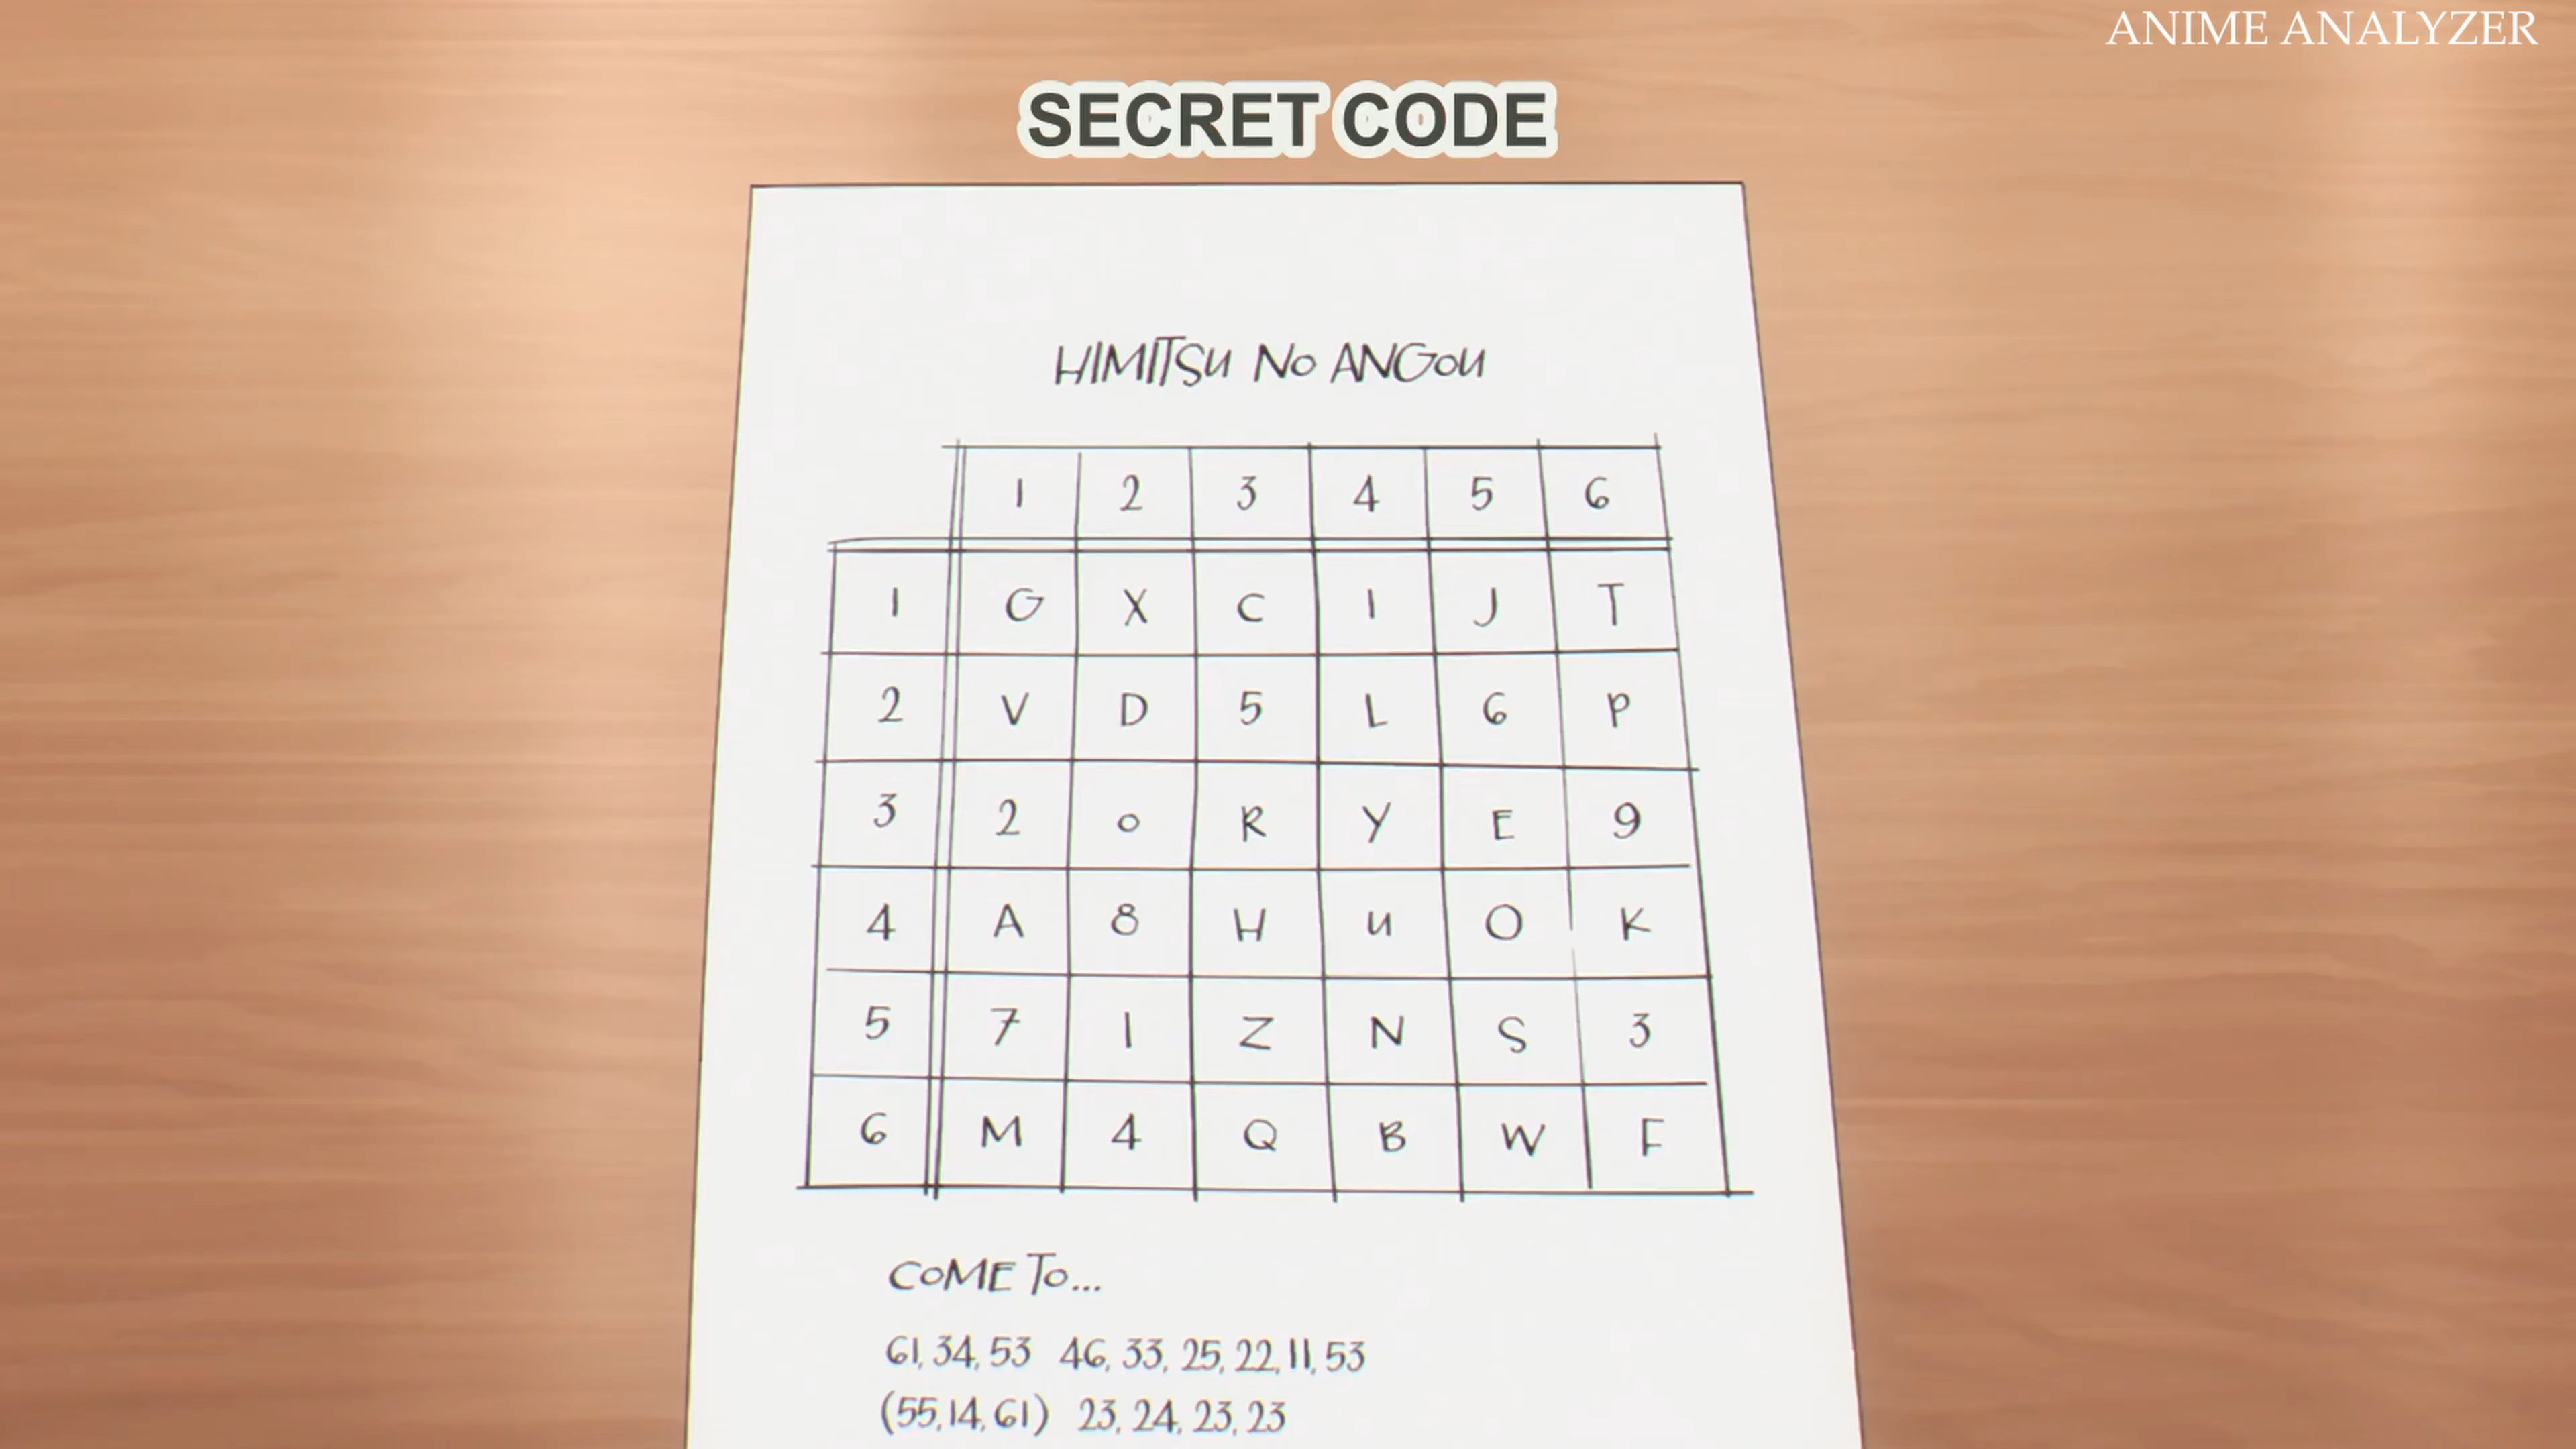 ANIME ANALYZER
SECRET CODE
HIMITSU NO ANGOU
1 2 3 4 5 6
1 G X C I J T
2 V D 5 L 6 P
3 2 0 R Y E 9
4 A 8 H U O K
5 7 1 Z N S 3
6 M 4 Q B W F
COME TO...
61, 34, 53 46, 33, 25, 22, 11, 53
(55, 14, 61) 23, 24, 23, 23